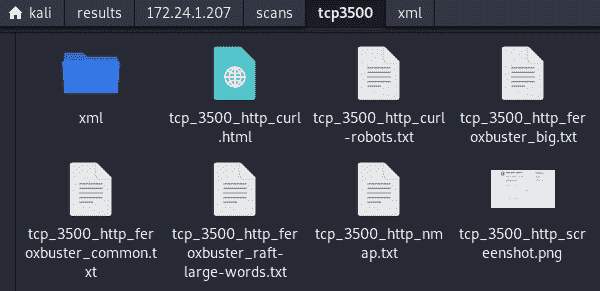 kali results 172.24.1.207 scans tcp3500 xml
xml
tcp_3500_http_curl
.html
tcp_3500_http_curl
-robots.txt
tcp_3500_http_fer
oxbuster_big.txt
tcp_3500_http_fer
oxbuster_common.t
xt
tcp_3500_http_fer
oxbuster_raft-
large-words.txt
tcp_3500_http_nm
ap.txt
tcp_3500_http_scr
eenshot.png